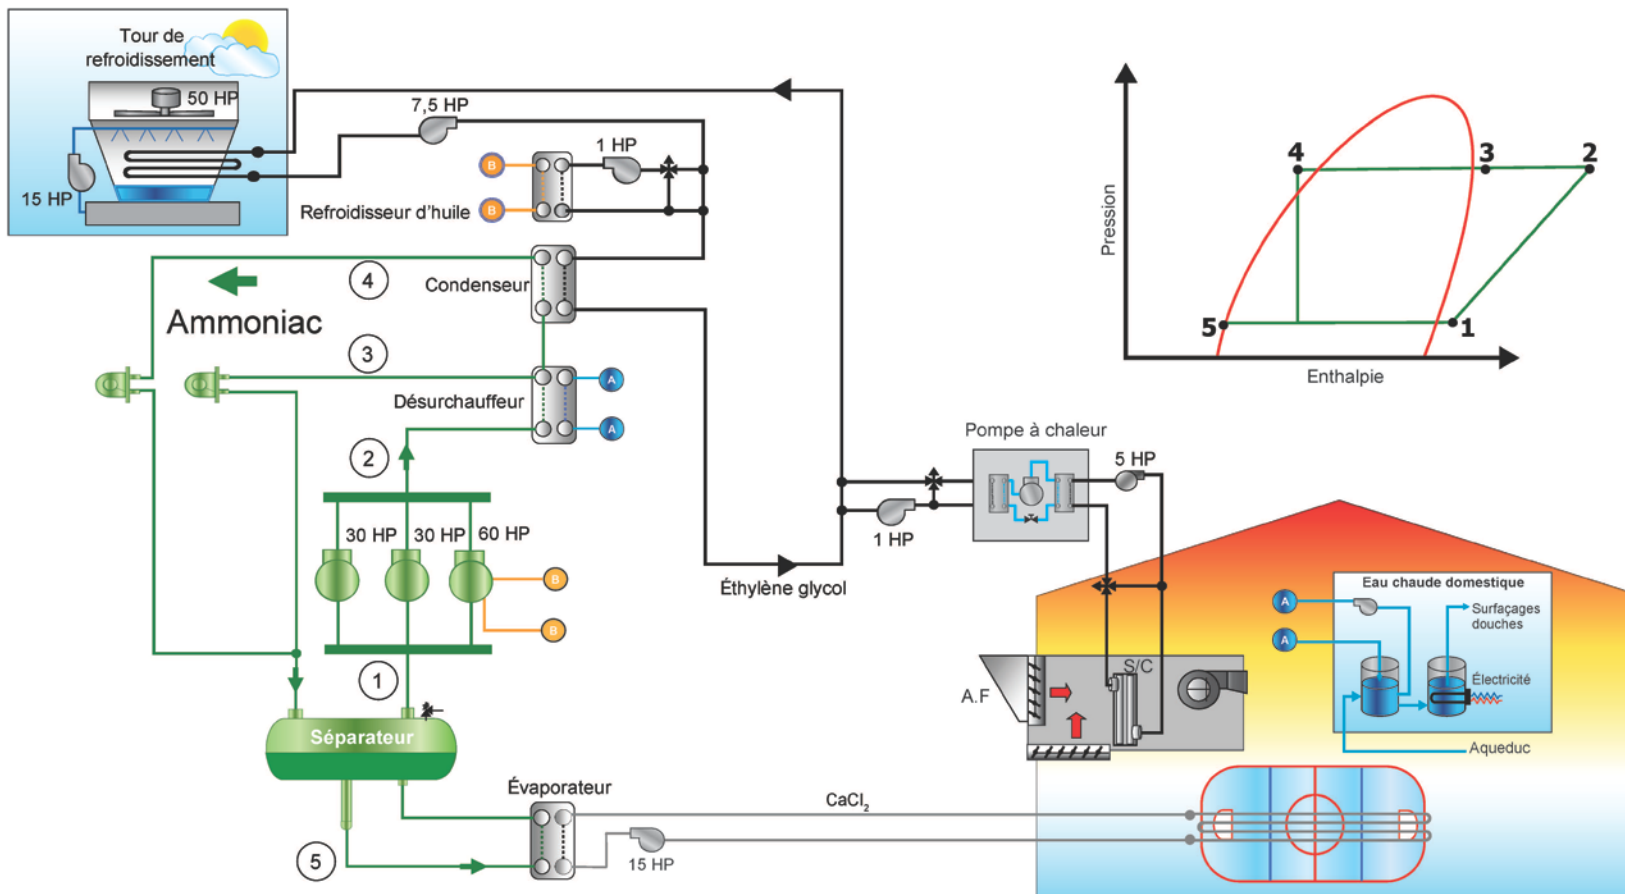 Tour de
refroidissement
50 HP
15 HP
7,5 HP
1 HP
B
B
Refroidisseur d'huile
4
Condenseur
Ammoniac
3
A
Désurchauffeur
A
2
30 HP
30 HP
60 HP
B
B
1
Séparateur
5
Évaporateur
15 HP
CaCl₂
Éthylène glycol
Pompe à chaleur
5 HP
1 HP
A.F
S/C
Eau chaude domestique
A
A
Surfaçages
douches
Électricité
Aqueduc
Pression
4
3
2
5
1
Enthalpie